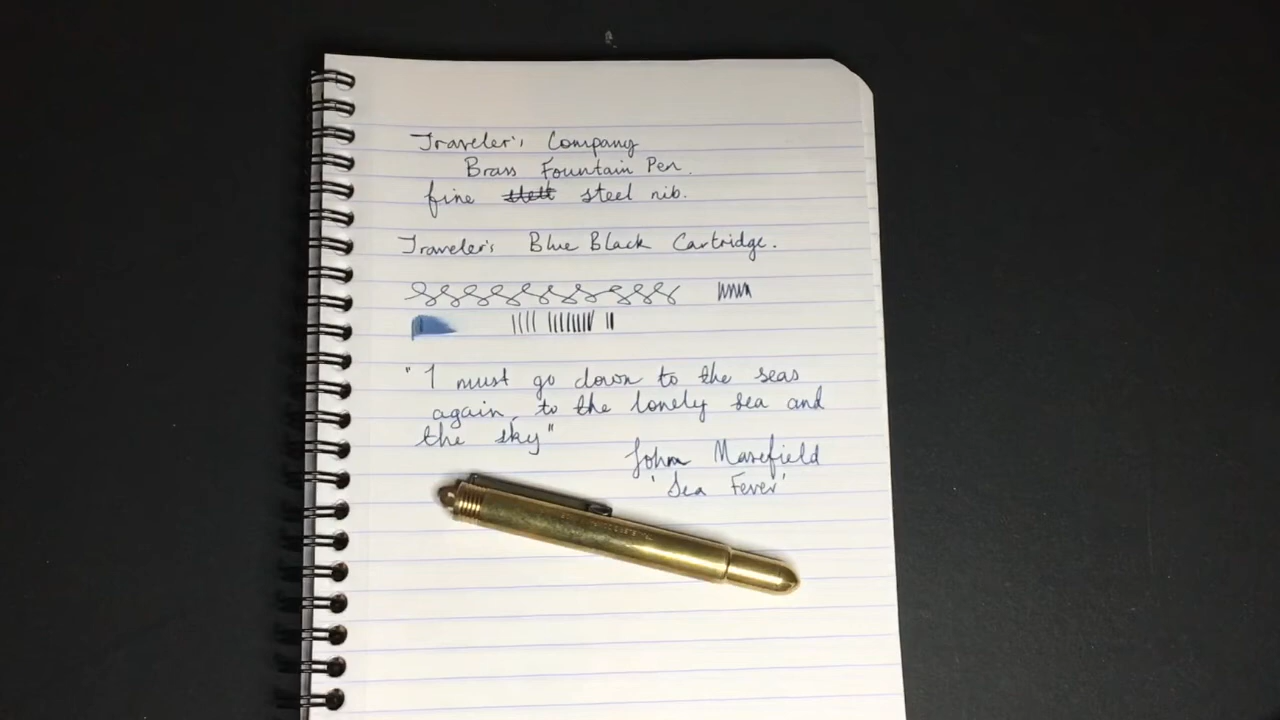 Traveler's Company
Brass Fountain Pen.
fine steel nib.
Traveler's Blue Black Cartridge.
"I must go down to the seas
again, to the lonely sea and
the sky"
John Masefield
'Sea Fever'